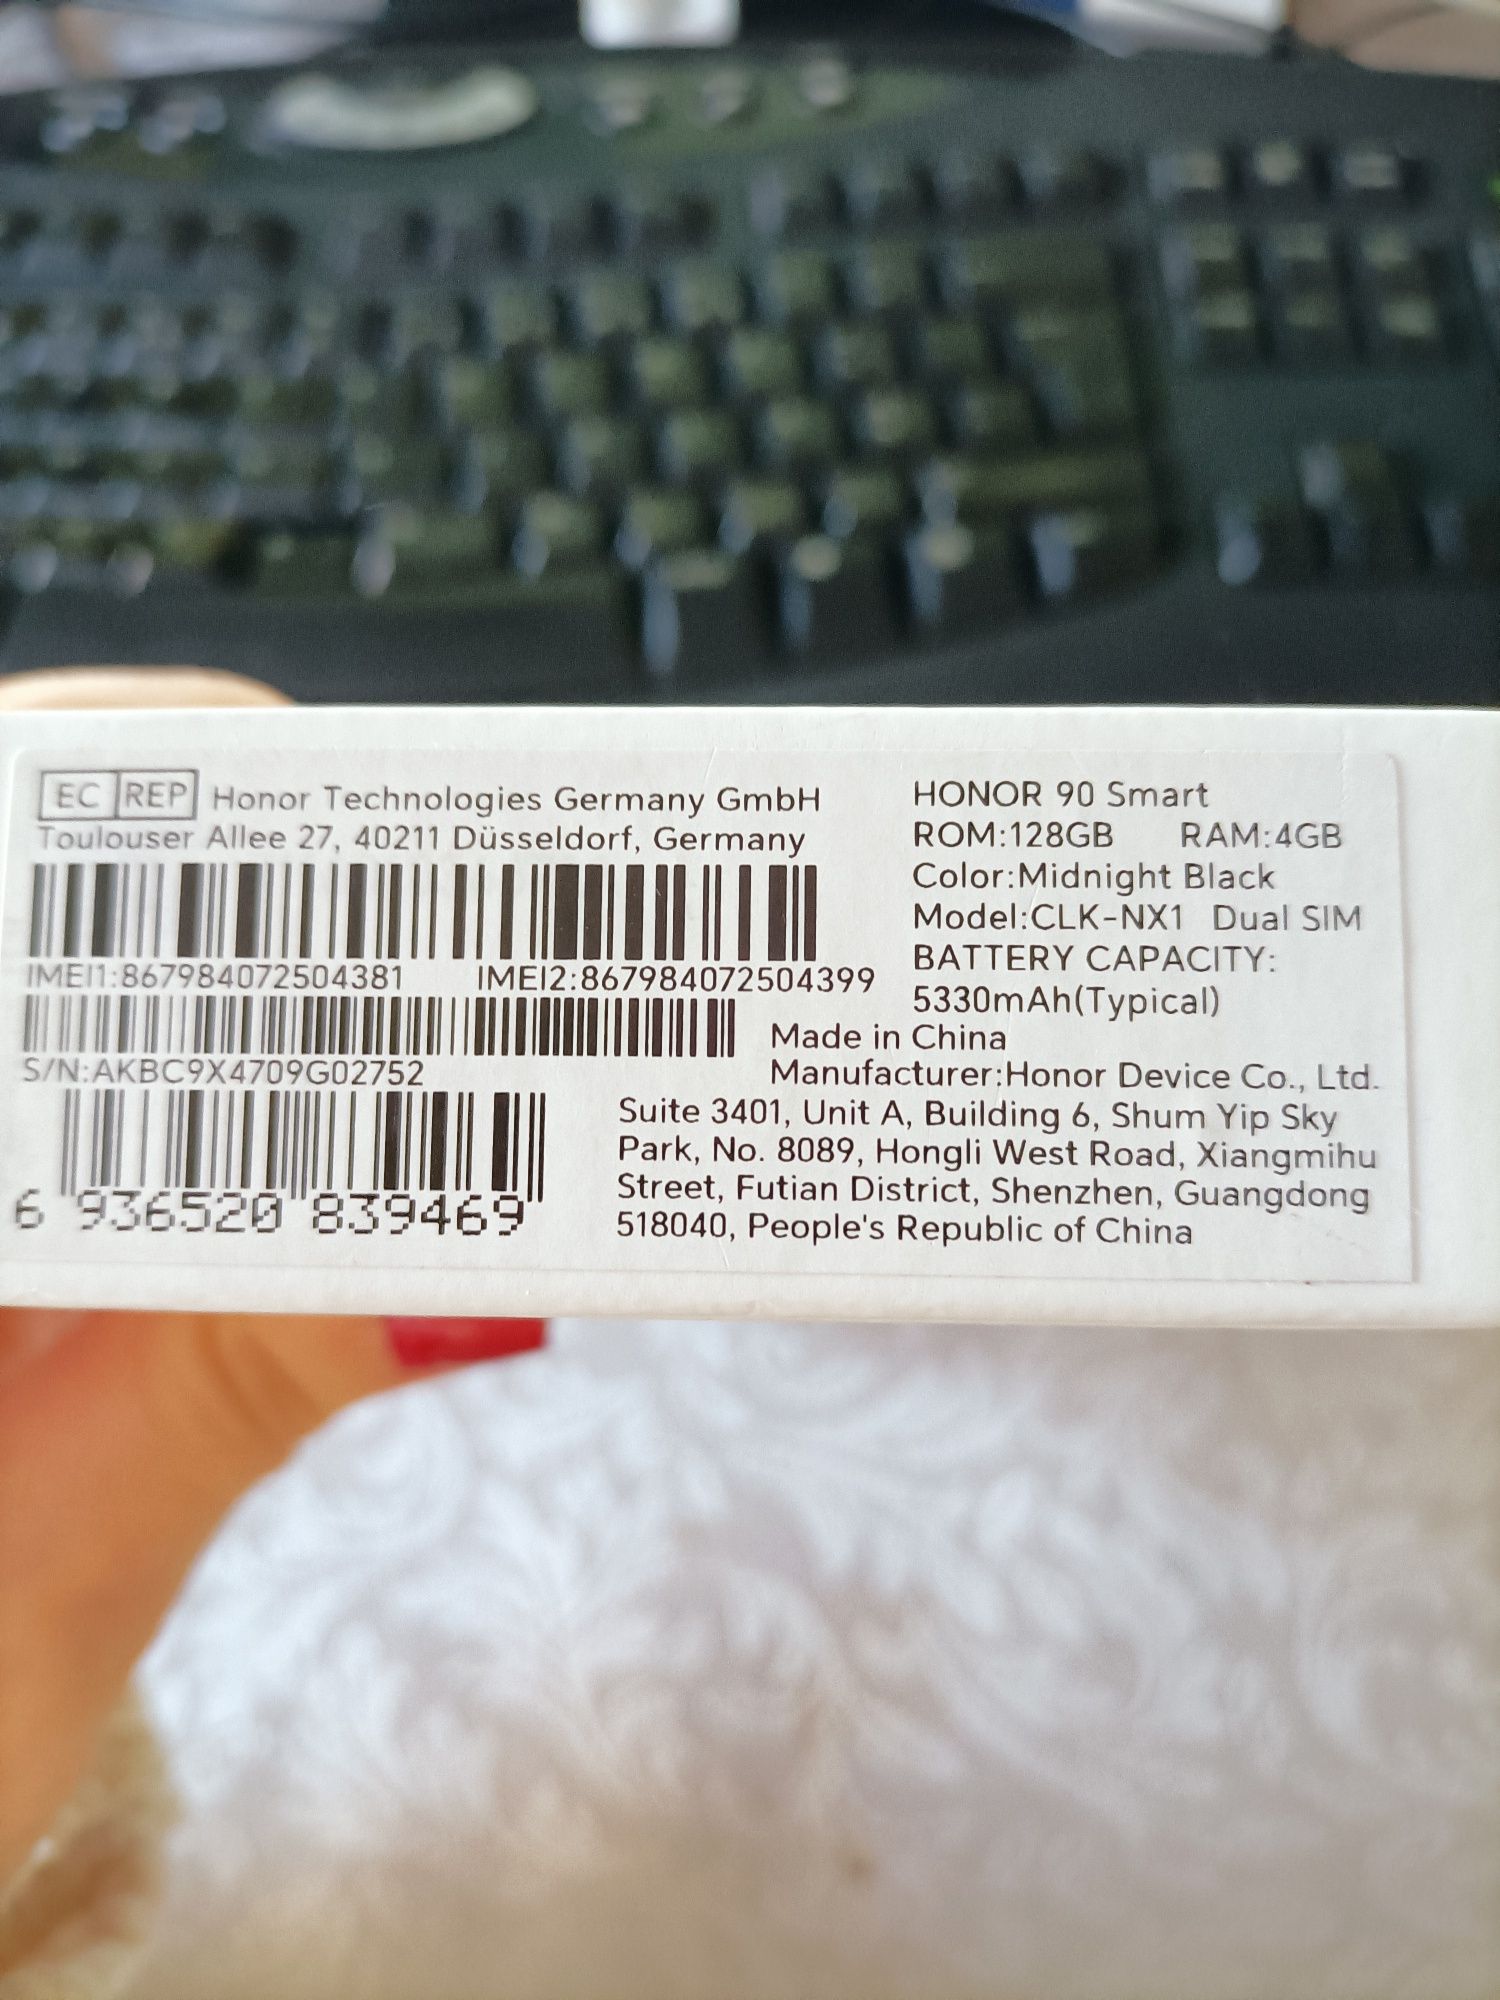 EC REP Honor Technologies Germany GmbH
Toulouser Allee 27, 40211 Düsseldorf, Germany
IMEI1:867984072504381 IMEI2:867984072504399
S/N:AKBC9X4709G02752
6 936520 839469
HONOR 90 Smart
ROM:128GB RAM:4GB
Color:Midnight Black
Model:CLK-NX1 Dual SIM
BATTERY CAPACITY:
5330mAh(Typical)
Made in China
Manufacturer:Honor Device Co., Ltd.
Suite 3401, Unit A, Building 6, Shum Yip Sky
Park, No. 8089, Hongli West Road, Xiangmihu
Street, Futian District, Shenzhen, Guangdong
518040, People's Republic of China